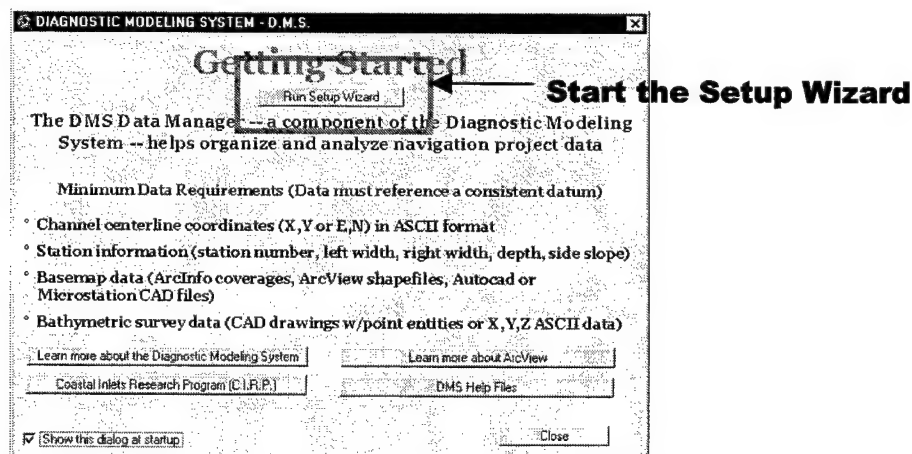 DIAGNOSTIC MODELING SYSTEM - D.M.S.
Getting Started
Run Setup Wizard
Start the Setup Wizard
The DMS Data Manager -- a component of the Diagnostic Modeling
System -- helps organize and analyze navigation project data
Minimum Data Requirements (Data must reference a consistent datum)
° Channel centerline coordinates (X,Y or E,N) in ASCII format
° Station information (station number, left width, right width, depth, side slope)
° Basemap data (ArcInfo coverages, ArcView shapefiles, Autocad or
Microstation CAD files)
° Bathymetric survey data (CAD drawings w/point entities or X,Y,Z ASCII data)
Learn more about the Diagnostic Modeling System
Learn more about ArcView
Coastal Inlets Research Program (C.I.R.P.)
DMS Help Files
Show this dialog at startup
Close